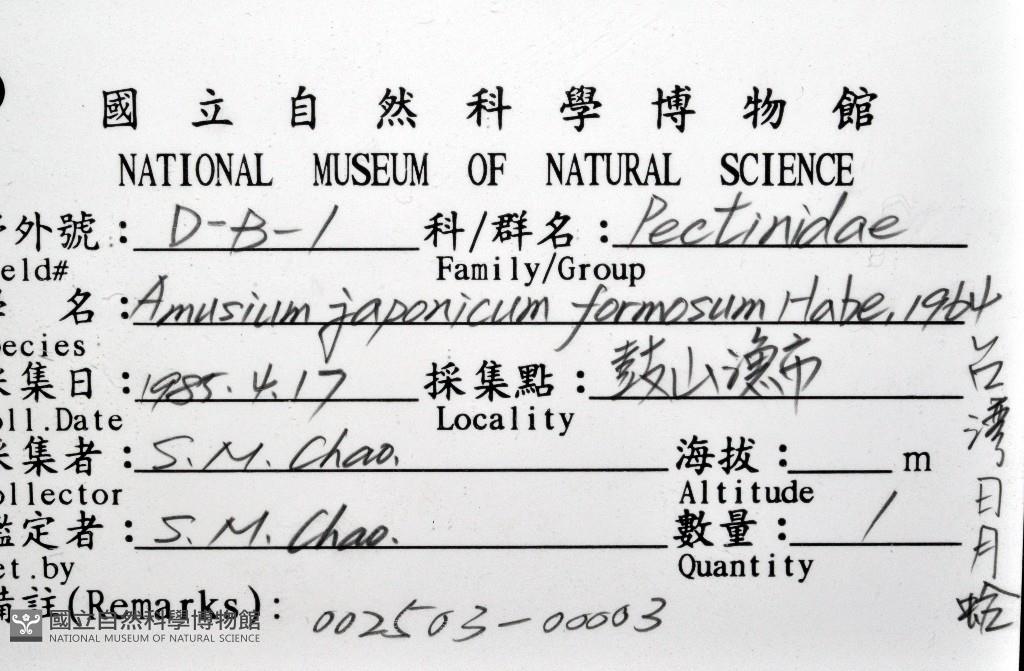 國立自然科學博物館
NATIONAL MUSEUM OF NATURAL SCIENCE
外號：D-B-1 科/群名：Pectinidae
eld# Family/Group
名：Amusium japonicum formosum Habe, 1964
ecies
集日：1985.4.17 採集點：鼓山漁市
ll.Date Locality
集者：S. M. Chao. 海拔：m
ollector Altitude
定者：S. M. Chao. 數量：1
et.by Quantity
註(Remarks)：002503-00003
台灣日月蛤
國立自然科學博物館
NATIONAL MUSEUM OF NATURAL SCIENCE